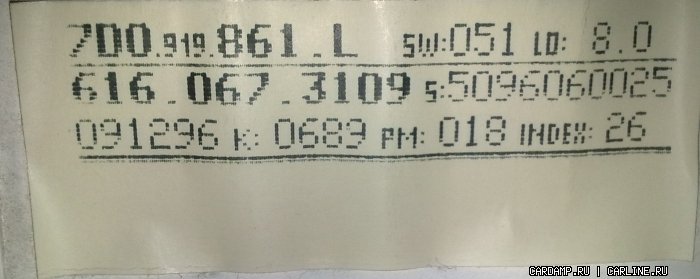 7D0.919.861.L SW:051 LD: 8.0
616.067.3109 S:5096060025
091296 K: 0689 PM: 018 INDEX: 26
CARDAMP.RU | CARLINE.RU